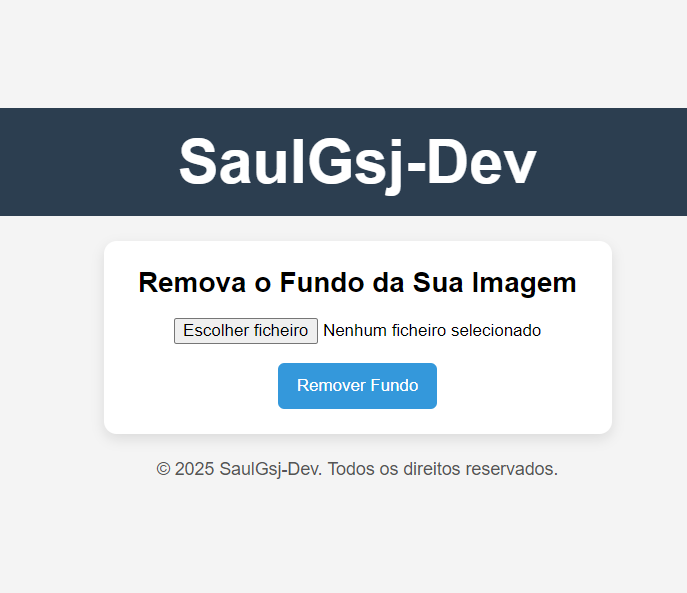 SaulGsj-Dev
Remova o Fundo da Sua Imagem
Escolher ficheiro Nenhum ficheiro selecionado
Remover Fundo
© 2025 SaulGsj-Dev. Todos os direitos reservados.